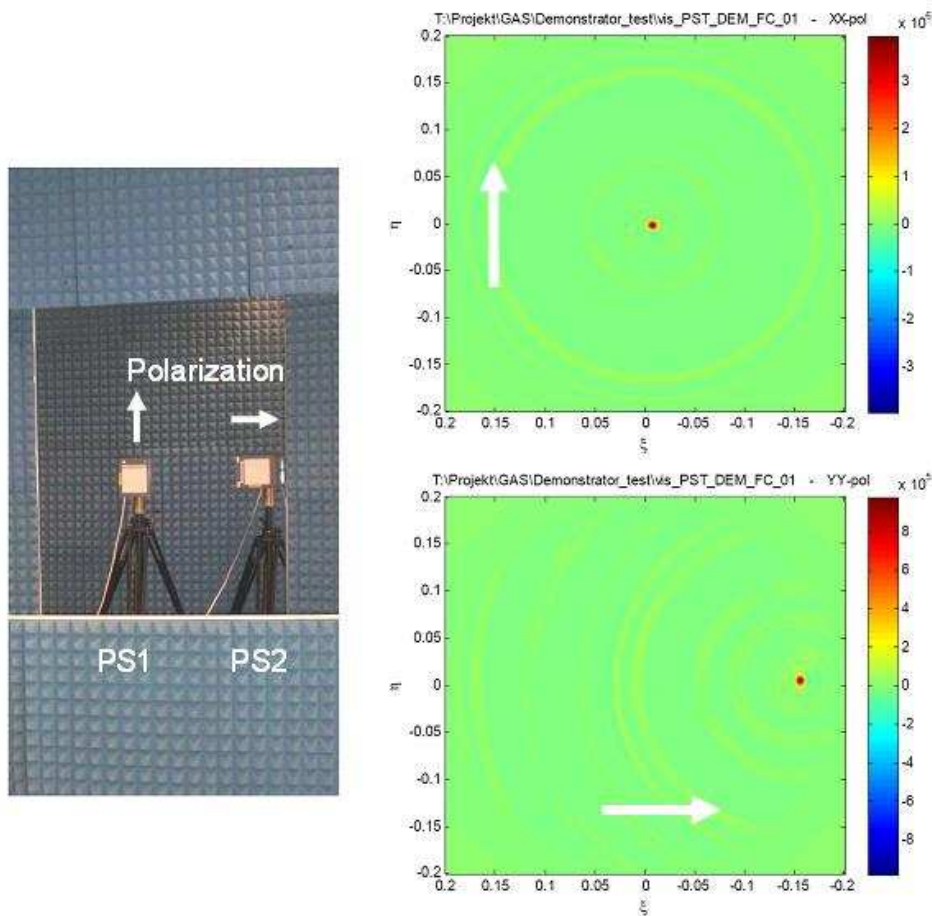 T:\Projekt\GAS\Demonstrator_test\vis_PST_DEM_FC_01 - XX-pol
x 10⁵
0.2
0.15
0.1
0.05
0
-0.05
-0.1
-0.15
-0.2
η
0.2 0.15 0.1 0.05 0 -0.05 -0.1 -0.15 -0.2
ξ
3
2
1
0
-1
-2
-3
Polarization
PS1 PS2
T:\Projekt\GAS\Demonstrator_test\vis_PST_DEM_FC_01 - YY-pol
x 10⁵
0.2
0.15
0.1
0.05
0
-0.05
-0.1
-0.15
-0.2
η
0.2 0.15 0.1 0.05 0 -0.05 -0.1 -0.15 -0.2
ξ
8
6
4
2
0
-2
-4
-6
-8